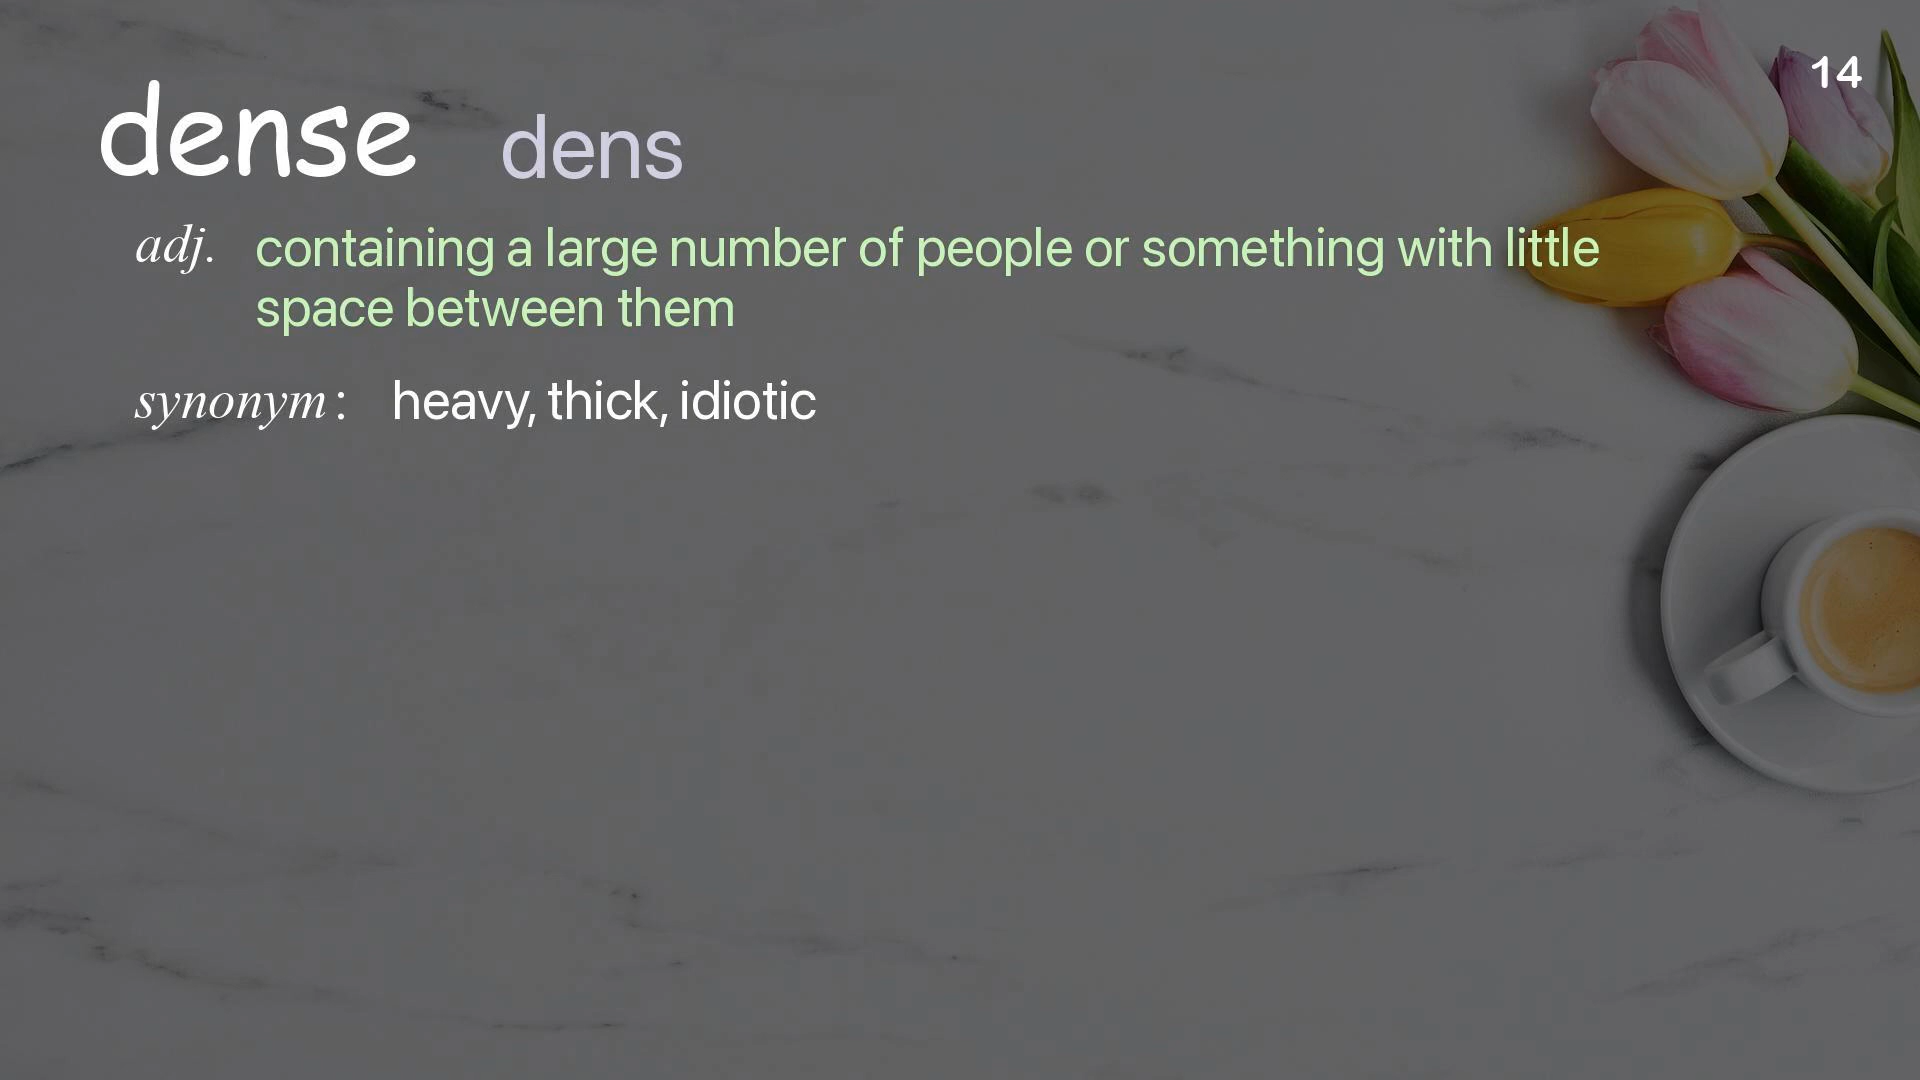 14
dense dens
adj. containing a large number of people or something with little
space between them
synonym: heavy, thick, idiotic